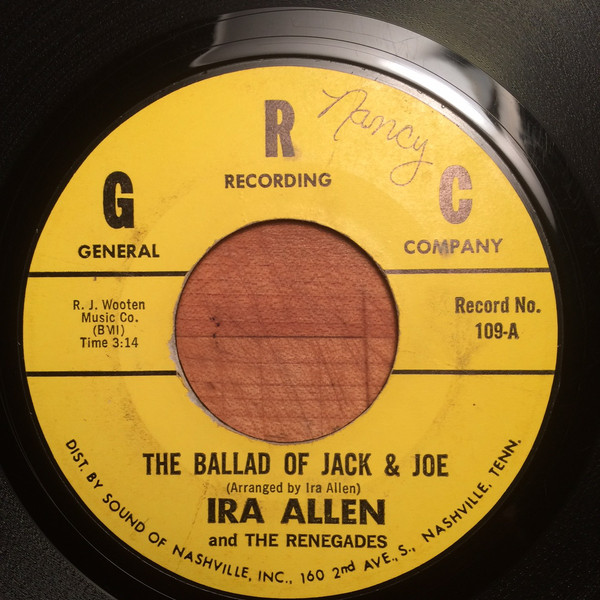 R
Nancy
RECORDING
G
C
GENERAL
COMPANY
R. J. Wooten
Music Co.
(BMI)
Time 3:14
Record No.
109-A
THE BALLAD OF JACK & JOE
(Arranged by Ira Allen)
IRA ALLEN
and THE RENEGADES
DIST. BY SOUND OF NASHVILLE, INC., 160 2nd AVE., S., NASHVILLE, TENN.